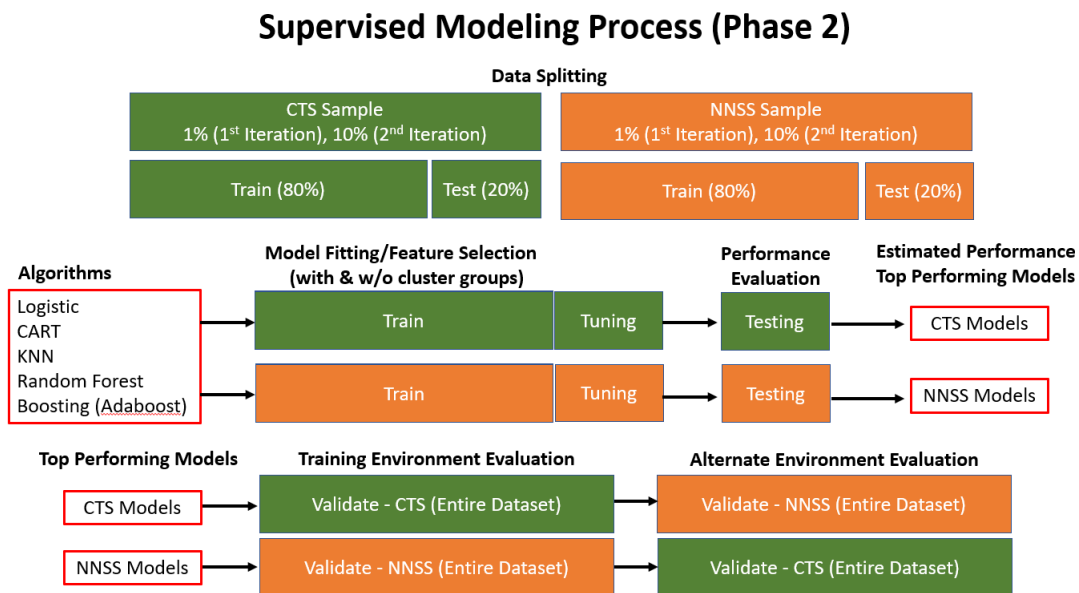 Supervised Modeling Process (Phase 2)
Data Splitting
CTS Sample
1% (1st Iteration), 10% (2nd Iteration)
NNSS Sample
1% (1st Iteration), 10% (2nd Iteration)
Train (80%)
Test (20%)
Train (80%)
Test (20%)
Algorithms
Logistic
CART
KNN
Random Forest
Boosting (Adaboost)
Model Fitting/Feature Selection
(with & w/o cluster groups)
Performance
Evaluation
Estimated Performance
Top Performing Models
Train
Tuning
Testing
CTS Models
Train
Tuning
Testing
NNSS Models
Top Performing Models
Training Environment Evaluation
Alternate Environment Evaluation
CTS Models
Validate - CTS (Entire Dataset)
Validate - NNSS (Entire Dataset)
NNSS Models
Validate - NNSS (Entire Dataset)
Validate - CTS (Entire Dataset)